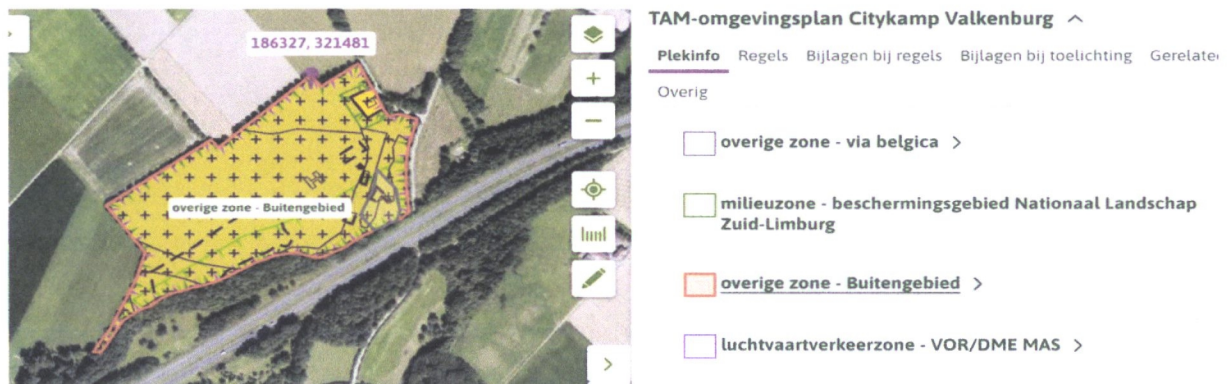 186327, 321481
overige zone - Buitengebied
TAM-omgevingsplan Citykamp Valkenburg
Plekinfo Regels Bijlagen bij regels Bijlagen bij toelichting Gerelate
Overig
overige zone - via belgica >
milieuzone - beschermingsgebied Nationaal Landschap
Zuid-Limburg
overige zone - Buitengebied >
luchtvaartverkeerzone - VOR/DME MAS >